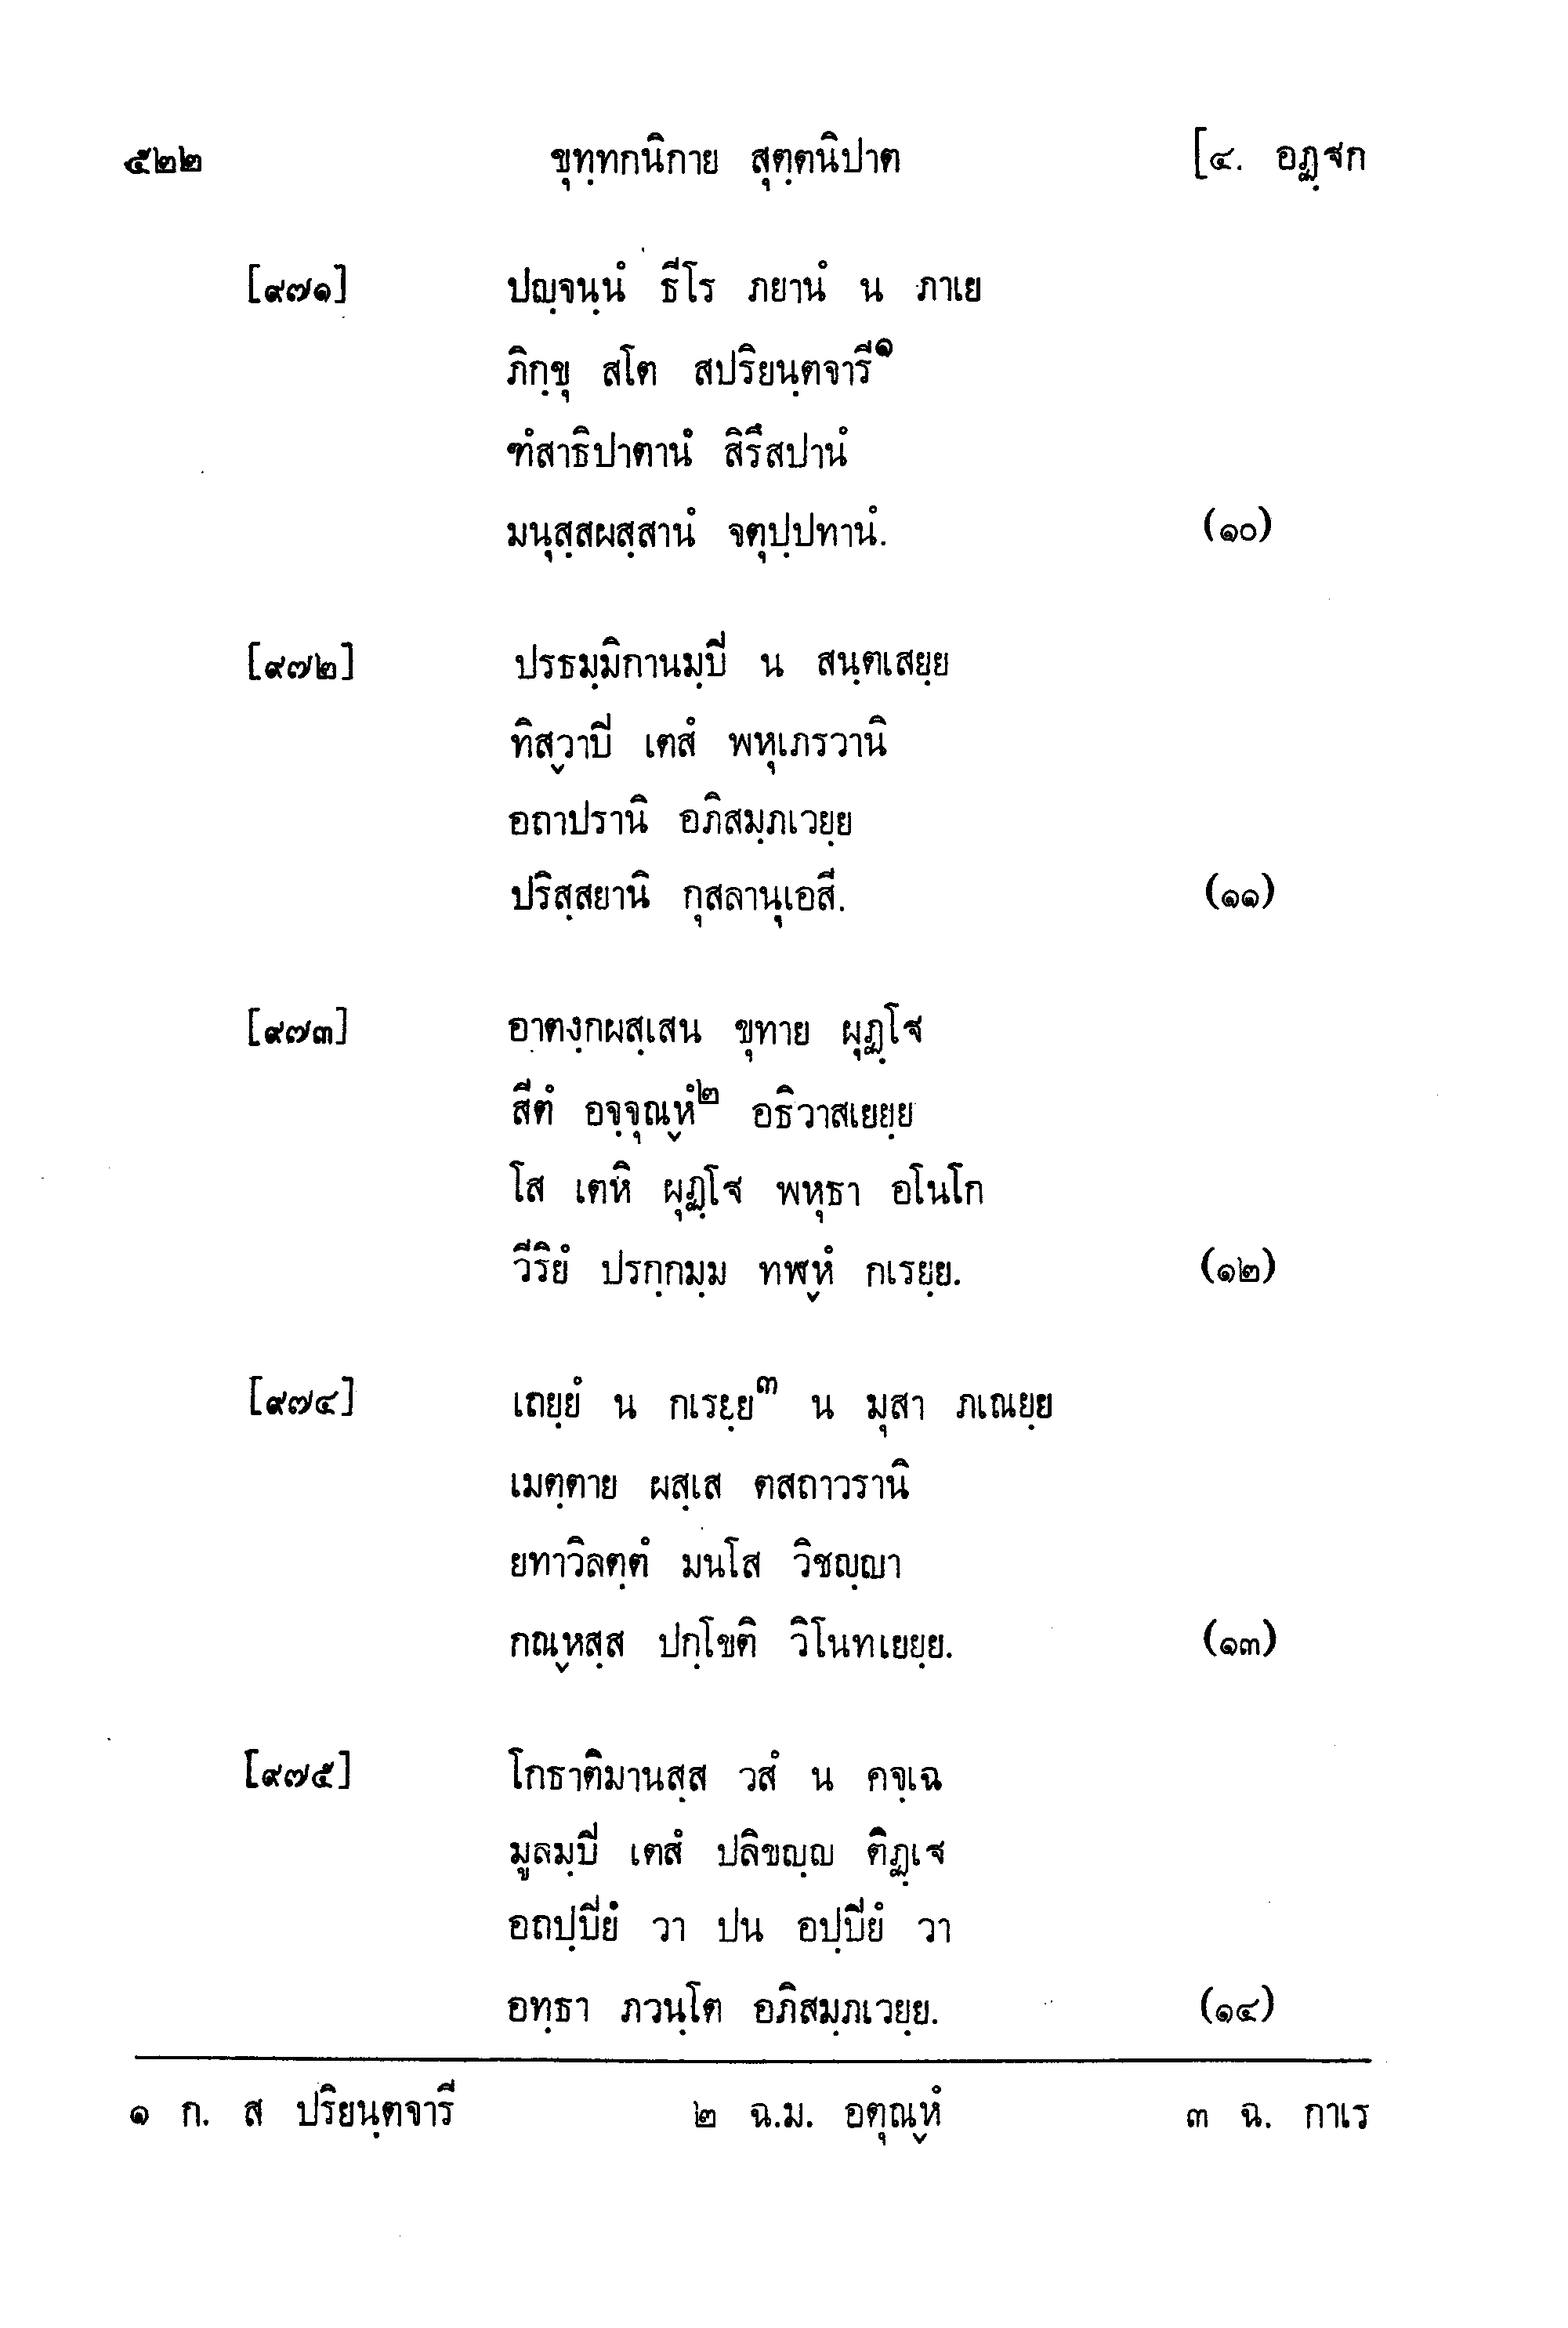 ๕๒๒ ขุทฺทกนิกาย สุตฺตนิปาต [๔. อฏฺฐก
[๙๗๑] ปญฺจนฺนํ ธีโร ภยานํ น ภาเย
ภิกฺขุ สโต สปริยนฺตจารี๑
ฑํสาธิปาตานํ สิรึสปานํ
มนุสฺสผสฺสานํ จตุปฺปทานํ. (๑๐)
[๙๗๒] ปรธมฺมิกานมฺปิ น สนฺตเสยฺย
ทิสฺวาปิ เตสํ พหุเภรวานิ
อถาปรานิ อภิสมฺภเวยฺย
ปริสฺสยานิ กุสลานุเอสี. (๑๑)
[๙๗๓] อาตงฺกผสฺเสน ขุทาย ผุฏฺโฐ
สีตํ อจฺจุณฺหํ๒ อธิวาสเยยฺย
โส เตหิ ผุฏฺโฐ พหุธา อโนโก
วีริยํ ปรกฺกมฺม ทฬฺหํ กเรยฺย. (๑๒)
[๙๗๔] เถยฺยํ น กเรยฺย๓ น มุสา ภเณยฺย
เมตฺตาย ผสฺเส ตสถาวรานิ
ยทาวิลตฺตํ มนโส วิชญฺญา
กณฺหสฺส ปกฺโขติ วิโนทเยยฺย. (๑๓)
[๙๗๕] โกธาติมานสฺส วสํ น คจฺเฉ
มูลมฺปิ เตสํ ปลิขญฺญ ติฏฺเฐ
อถปฺปิยํ วา ปน อปฺปิยํ วา
อทฺธา ภวนฺโต อภิสมฺภเวยฺย. (๑๔)
๑ ก. ส ปริยนฺตจารี ๒ ฉ.ม. อตุณฺหํ ๓ ฉ. กาเร